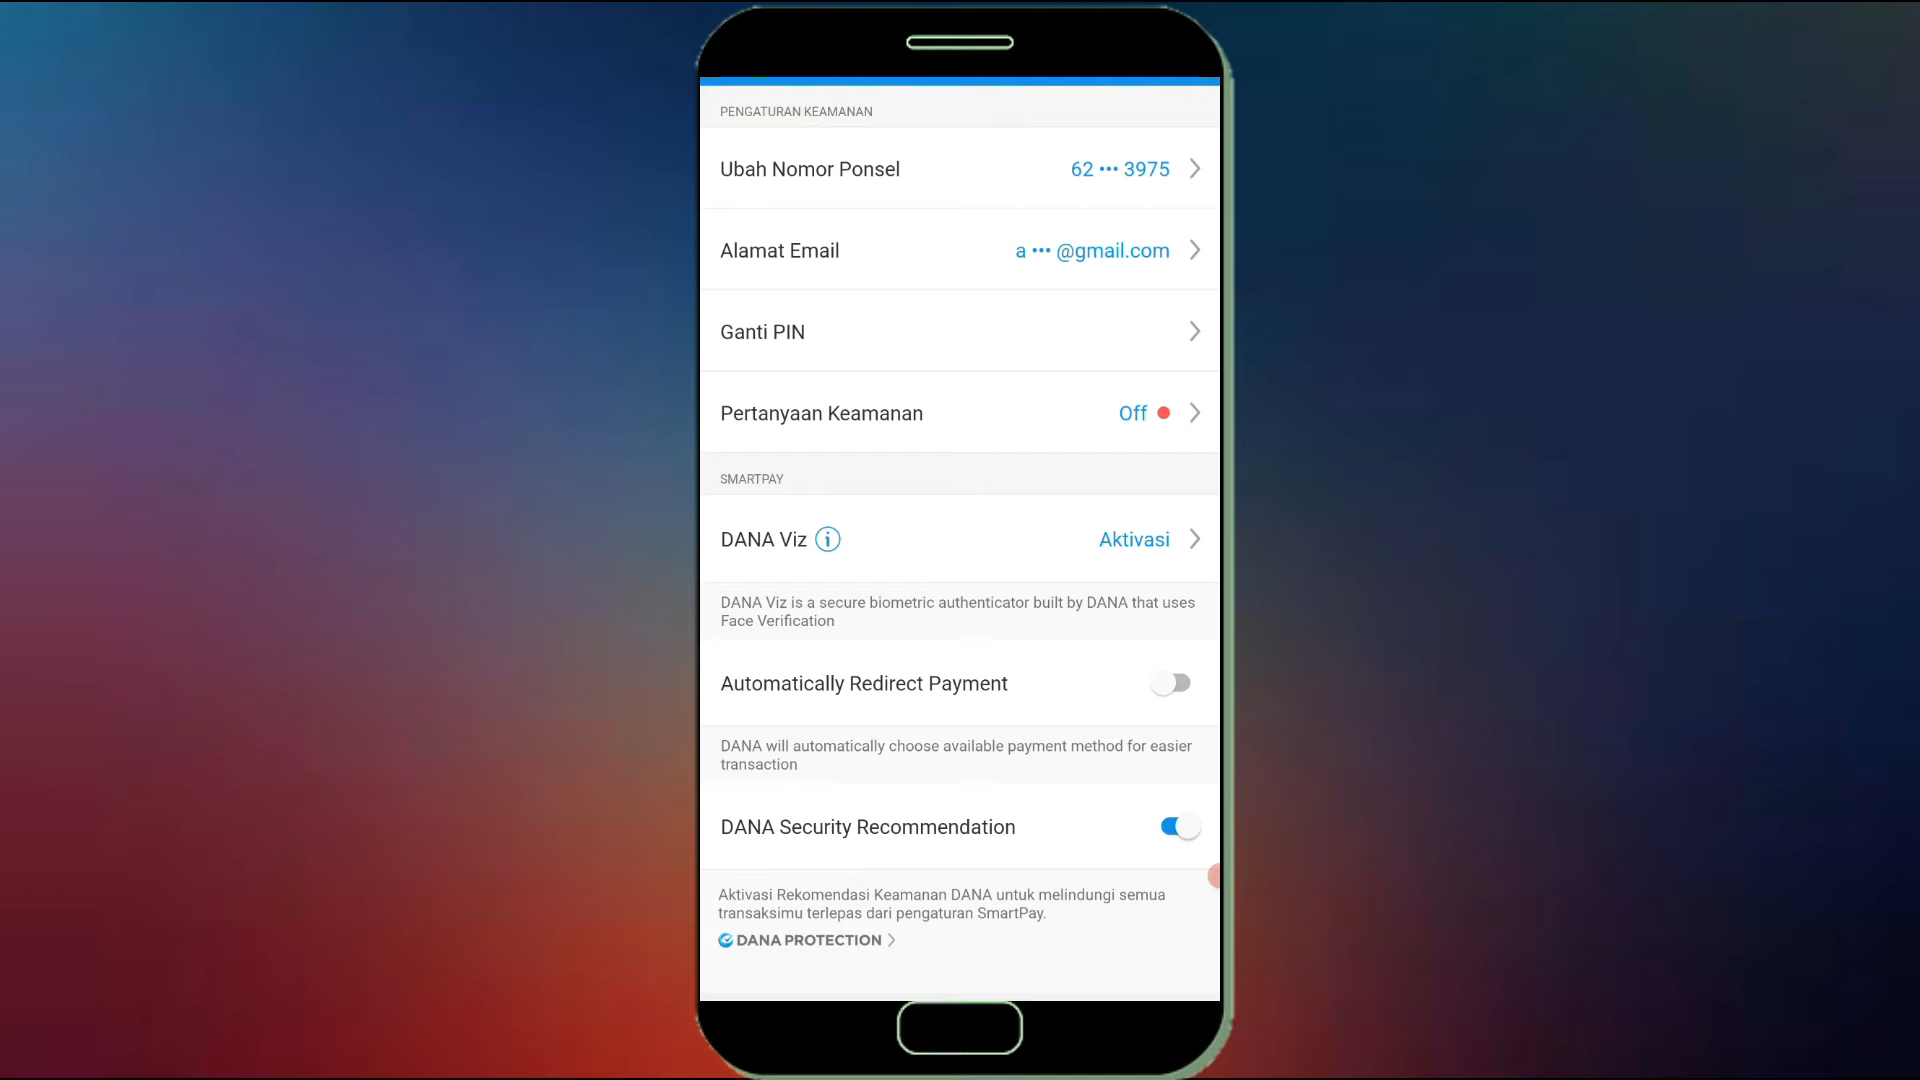 PENGATURAN KEAMANAN
Ubah Nomor Ponsel 62 ••• 3975
Alamat Email a ••• @gmail.com
Ganti PIN
Pertanyaan Keamanan Off
SMARTPAY
DANA Viz Aktivasi
DANA Viz is a secure biometric authenticator built by DANA that uses
Face Verification
Automatically Redirect Payment
DANA will automatically choose available payment method for easier
transaction
DANA Security Recommendation
Aktivasi Rekomendasi Keamanan DANA untuk melindungi semua
transaksimu terlepas dari pengaturan SmartPay.
DANA PROTECTION